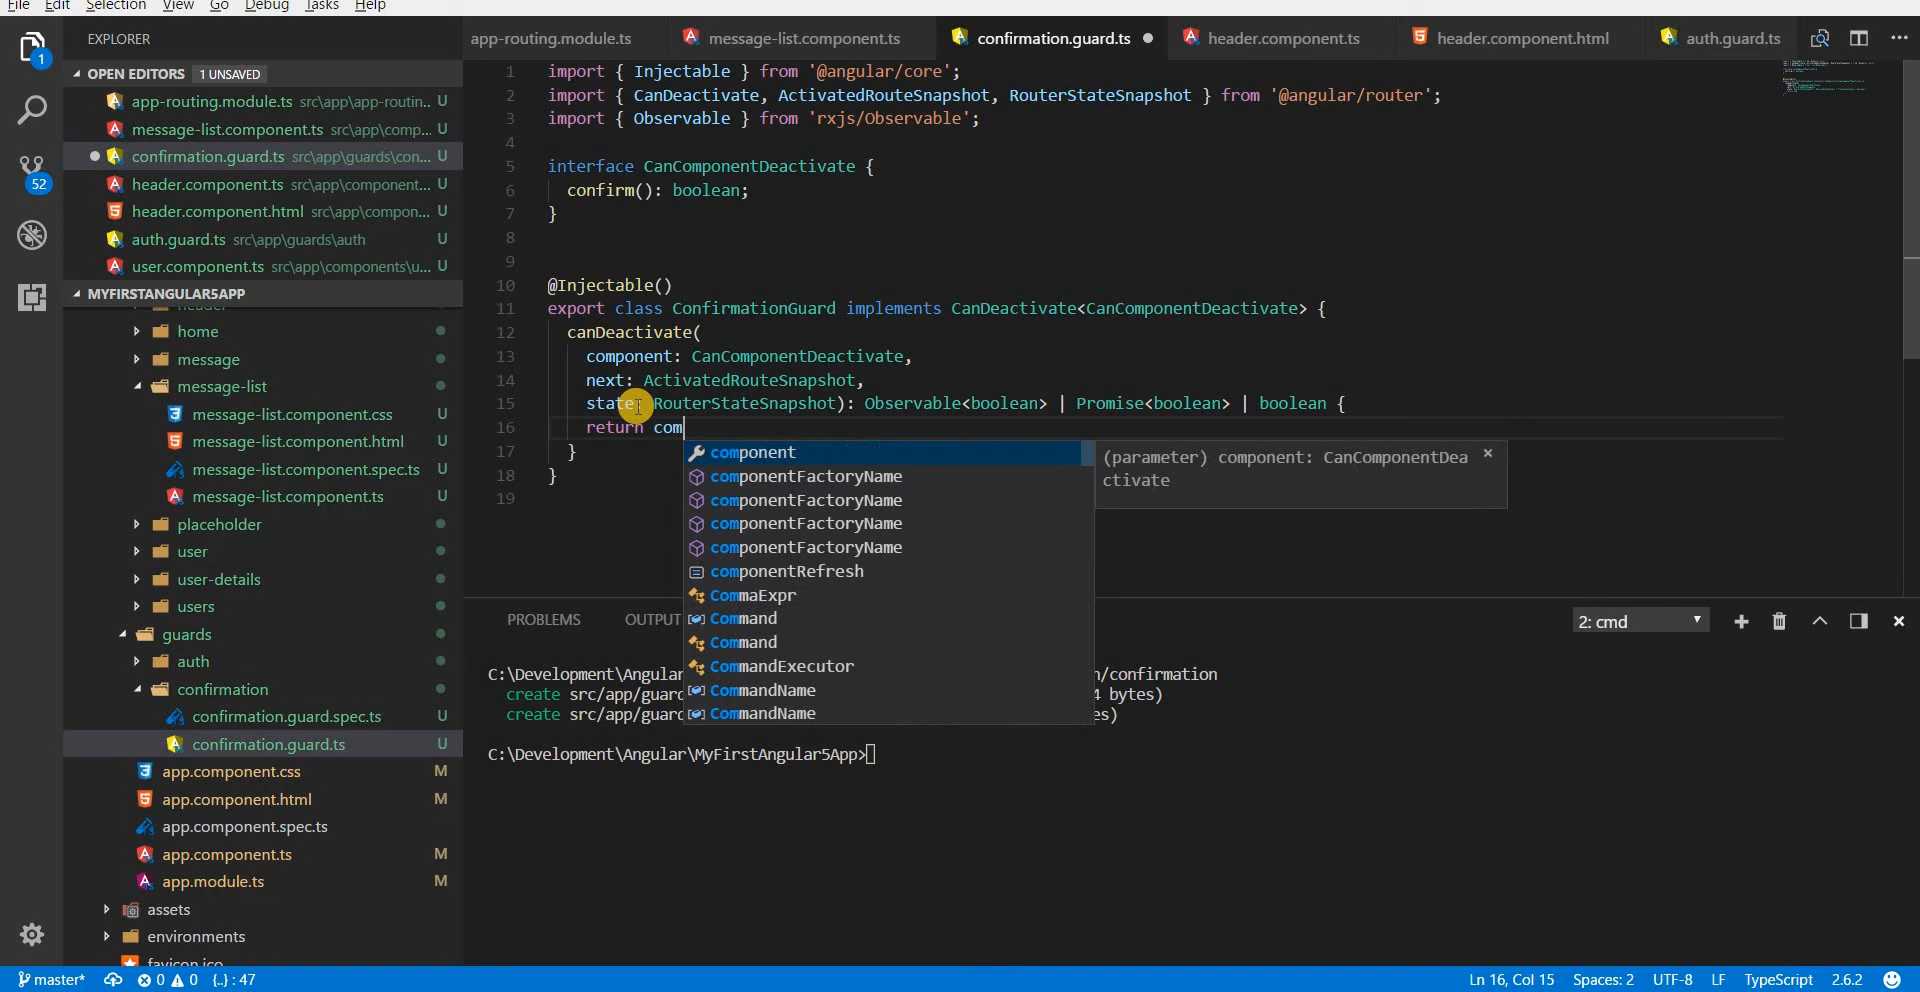 File Edit Selection View Go Debug Tasks Help
EXPLORER
OPEN EDITORS 1 UNSAVED
app-routing.module.ts src\app\app-routin... U
message-list.component.ts src\app\comp... U
confirmation.guard.ts src\app\guards\con... U
header.component.ts src\app\component... U
header.component.html src\app\compon... U
auth.guard.ts src\app\guards\auth U
user.component.ts src\app\components\u... U
MYFIRSTANGULAR5APP
header
home
message
message-list
message-list.component.css U
message-list.component.html U
message-list.component.spec.ts U
message-list.component.ts U
placeholder
user
user-details
users
guards
auth
confirmation
confirmation.guard.spec.ts U
confirmation.guard.ts U
app.component.css M
app.component.html M
app.component.spec.ts
app.component.ts M
app.module.ts M
assets
environments
favicon.ico
1
52
app-routing.module.ts message-list.component.ts confirmation.guard.ts header.component.ts header.component.html auth.guard.ts
1 import { Injectable } from '@angular/core';
2 import { CanDeactivate, ActivatedRouteSnapshot, RouterStateSnapshot } from '@angular/router';
3 import { Observable } from 'rxjs/Observable';
4
5 interface CanComponentDeactivate {
6 confirm(): boolean;
7 }
8
9
10 @Injectable()
11 export class ConfirmationGuard implements CanDeactivate<CanComponentDeactivate> {
12 canDeactivate(
13 component: CanComponentDeactivate,
14 next: ActivatedRouteSnapshot,
15 state: RouterStateSnapshot): Observable<boolean> | Promise<boolean> | boolean {
16 return com
17 }
18 }
19
component
componentFactoryName
componentFactoryName
componentFactoryName
componentFactoryName
componentRefresh
CommaExpr
Command
Command
CommandExecutor
CommandName
CommandName
(parameter) component: CanComponentDea
ctivate
PROBLEMS OUTPUT 2: cmd
C:\Development\Angular n/confirmation
create src/app/guard 4 bytes)
create src/app/guard es)
C:\Development\Angular\MyFirstAngular5App>
master* 0 0 {..} : 47 Ln 16, Col 15 Spaces: 2 UTF-8 LF TypeScript 2.6.2